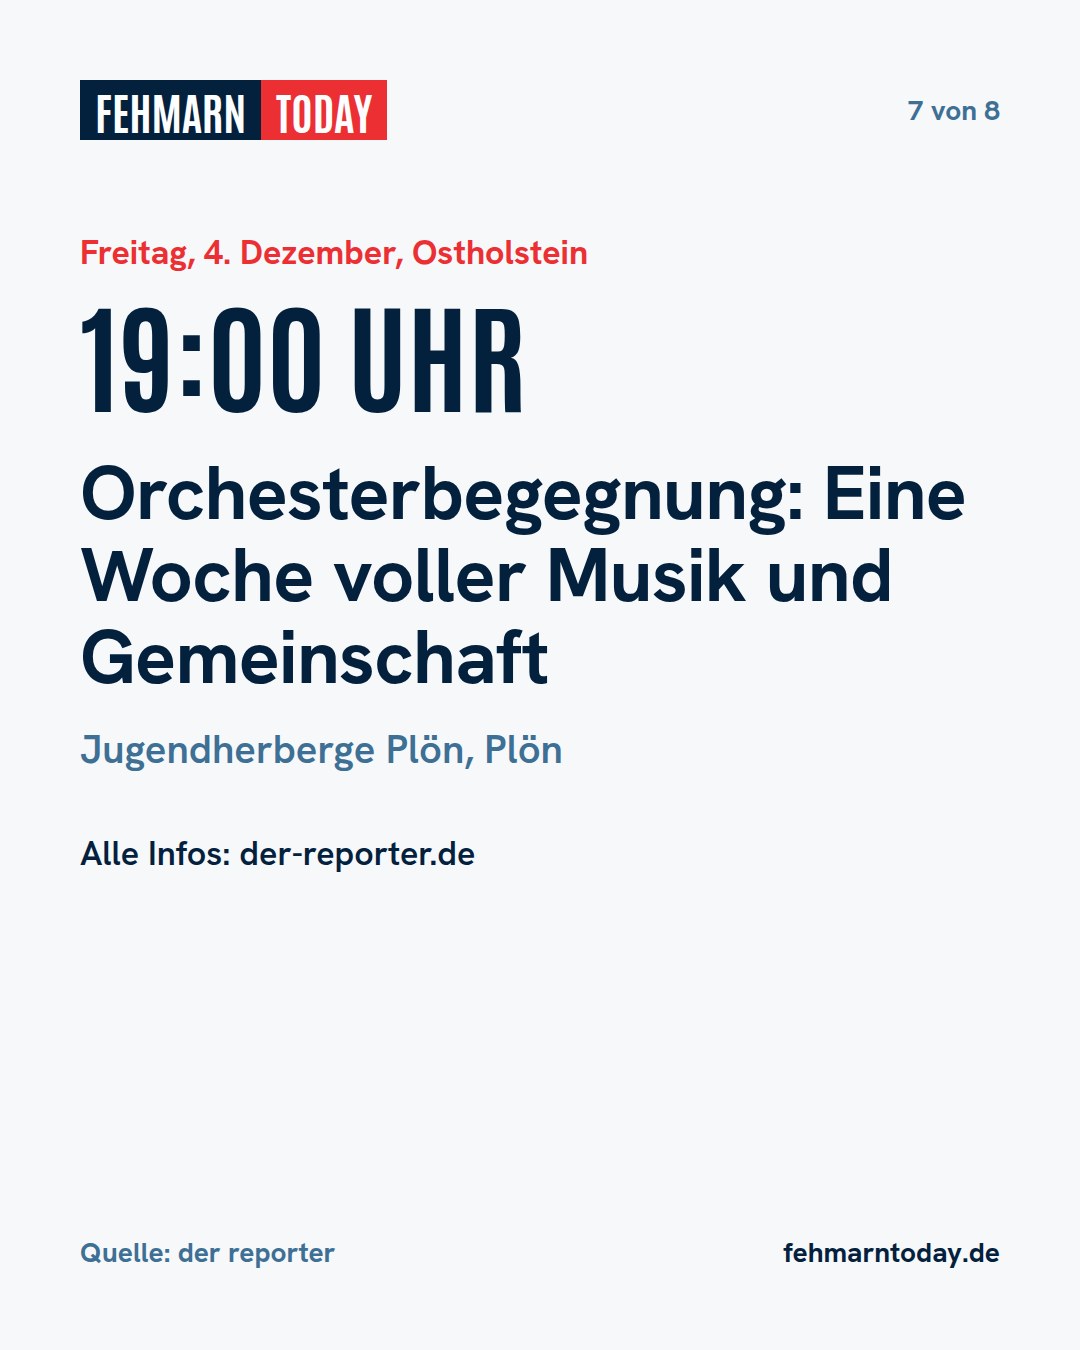 FEHMARN TODAY
7 von 8
Freitag, 4. Dezember, Ostholstein
19:00 UHR
Orchesterbegegnung: Eine
Woche voller Musik und
Gemeinschaft
Jugendherberge Plön, Plön
Alle Infos: der-reporter.de
Quelle: der reporter
fehmarntoday.de